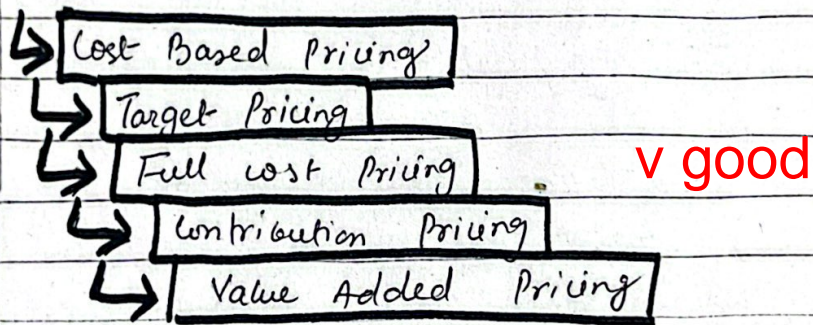 Cost Based Pricing
Target Pricing
Full cost Pricing
v good
Contribution Pricing
Value Added Pricing